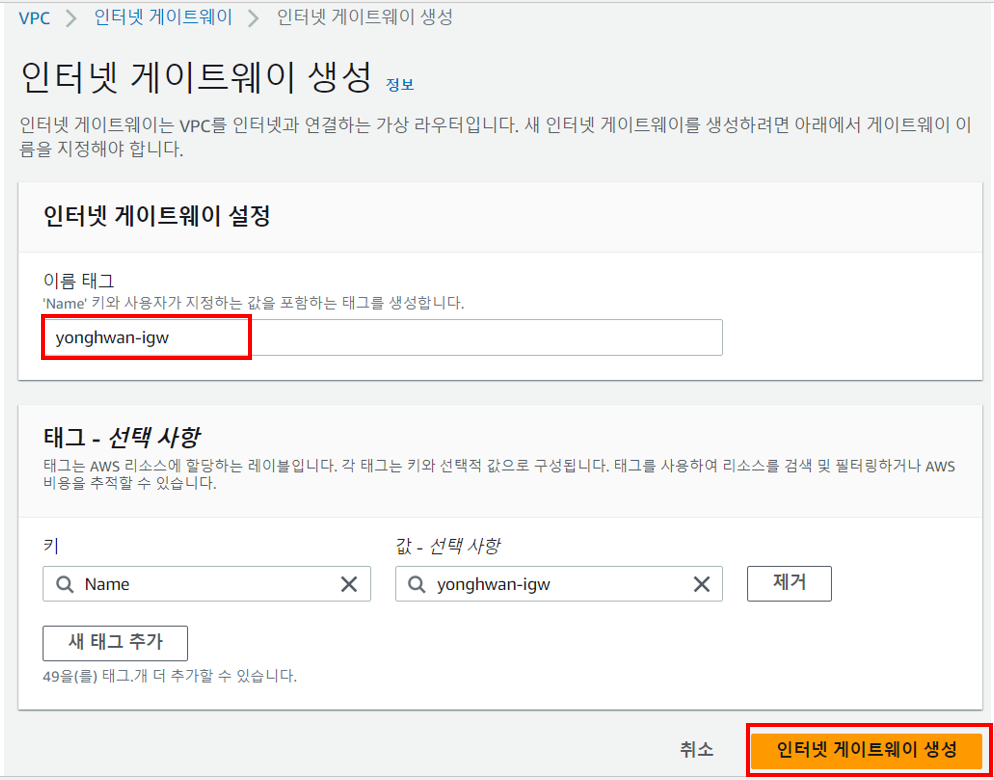 VPC > 인터넷 게이트웨이 > 인터넷 게이트웨이 생성
인터넷 게이트웨이 생성 정보
인터넷 게이트웨이는 VPC를 인터넷과 연결하는 가상 라우터입니다. 새 인터넷 게이트웨이를 생성하려면 아래에서 게이트웨이 이
름을 지정해야 합니다.
인터넷 게이트웨이 설정
이름 태그
'Name' 키와 사용자가 지정하는 값을 포함하는 태그를 생성합니다.
yonghwan-igw
태그 - 선택 사항
태그는 AWS 리소스에 할당하는 레이블입니다. 각 태그는 키와 선택적 값으로 구성됩니다. 태그를 사용하여 리소스를 검색 및 필터링하거나 AWS
비용을 추적할 수 있습니다.
키 값 - 선택 사항
Name yonghwan-igw 제거
새 태그 추가
49을(를) 태그.개 더 추가할 수 있습니다.
취소 인터넷 게이트웨이 생성